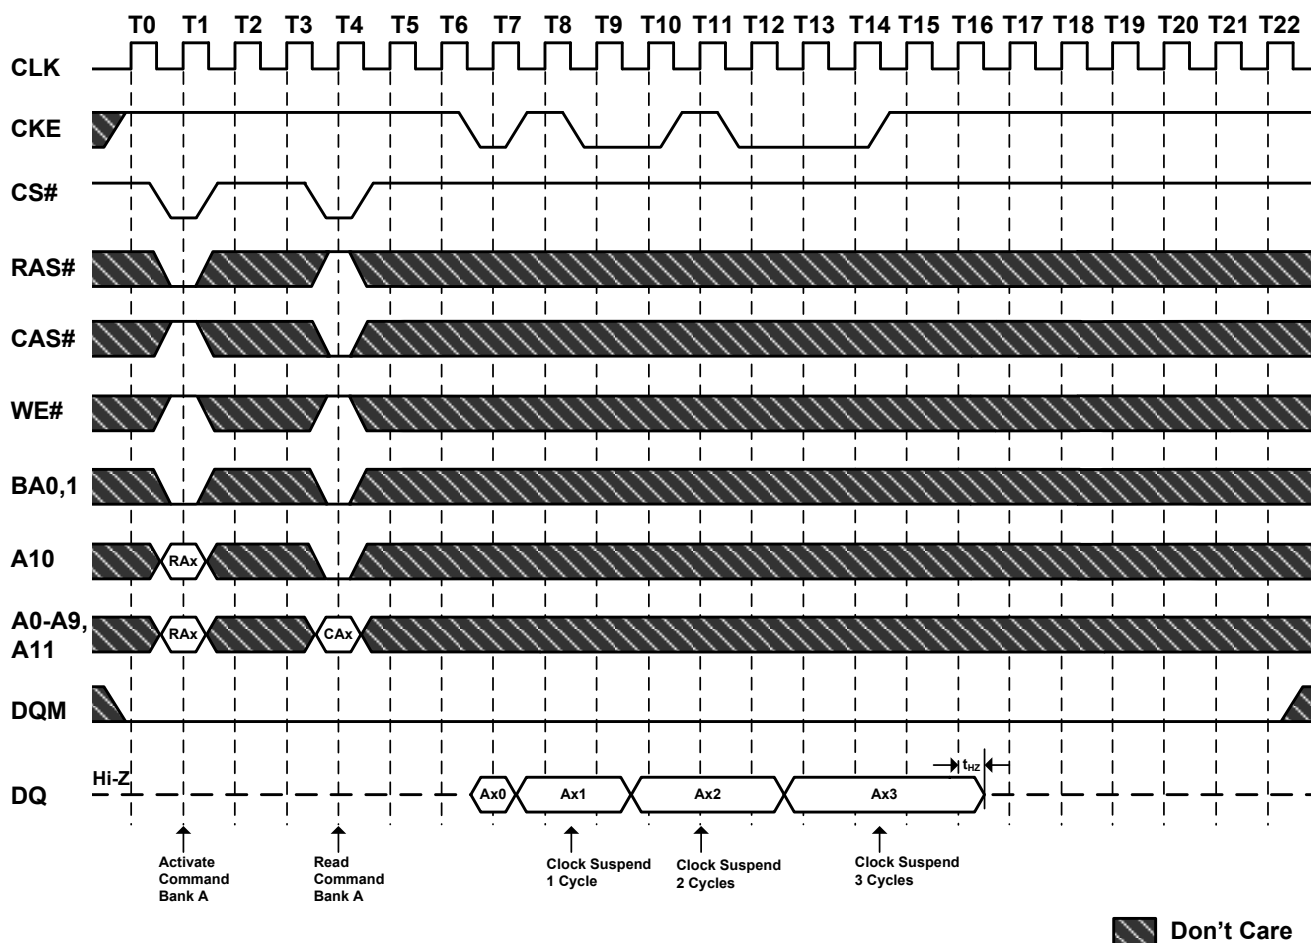 T0 T1 T2 T3 T4 T5 T6 T7 T8 T9 T10 T11 T12 T13 T14 T15 T16 T17 T18 T19 T20 T21 T22
CLK
CKE
CS#
RAS#
CAS#
WE#
BA0,1
A10
RAx
A0-A9,
A11
RAx CAx
DQM
Hi-Z
tHZ
DQ
Ax0 Ax1 Ax2 Ax3
Activate
Command
Bank A
Read
Command
Bank A
Clock Suspend
1 Cycle
Clock Suspend
2 Cycles
Clock Suspend
3 Cycles
Don't Care